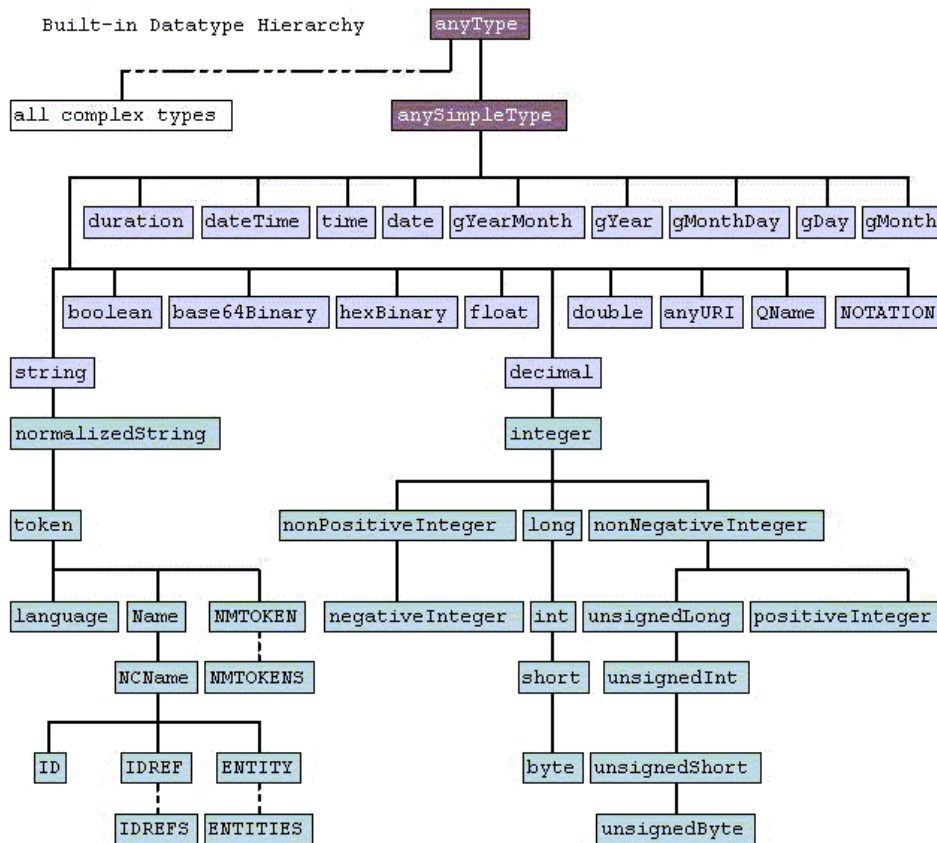 Built-in Datatype Hierarchy
anyType
all complex types
anySimpleType
duration
dateTime
time
date
gYearMonth
gYear
gMonthDay
gDay
gMonth
boolean
base64Binary
hexBinary
float
double
anyURI
QName
NOTATION
string
decimal
normalizedString
integer
token
nonPositiveInteger
long
nonNegativeInteger
language
Name
NMTOKEN
negativeInteger
int
unsignedLong
positiveInteger
NCName
NMTOKENS
short
unsignedInt
ID
IDREF
ENTITY
byte
unsignedShort
IDREFS
ENTITIES
unsignedByte